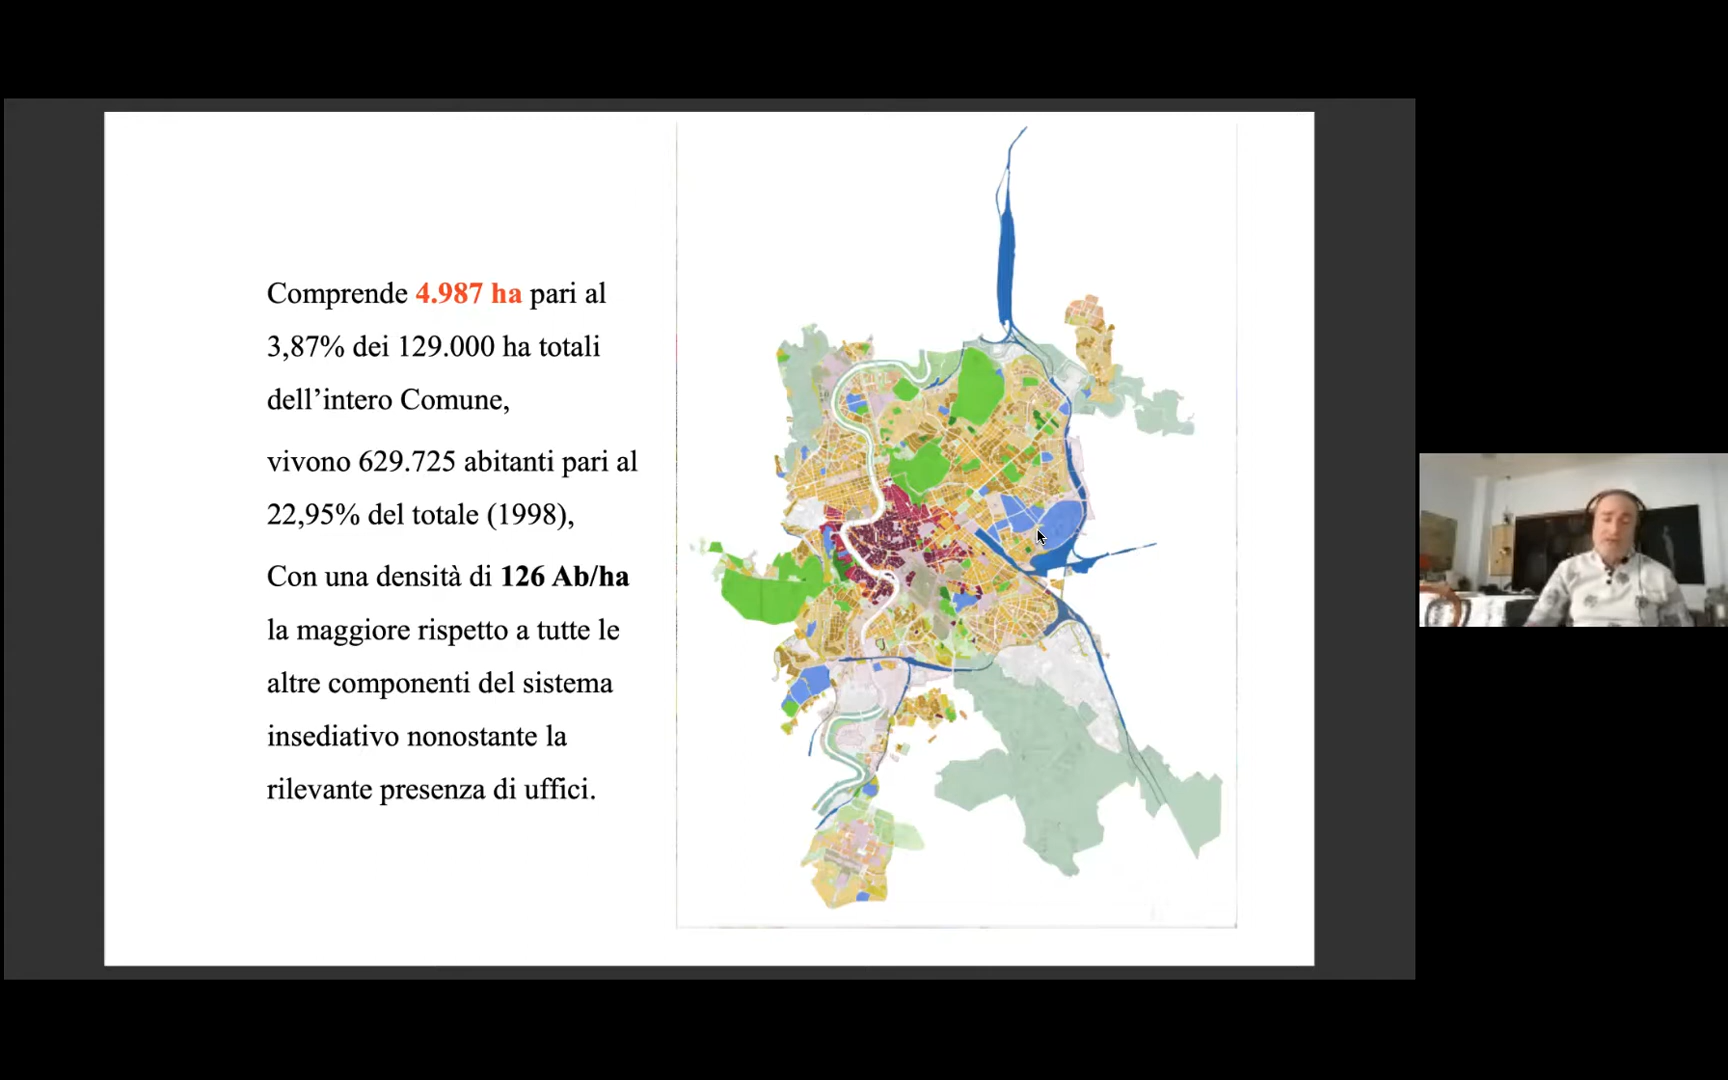 Comprende 4.987 ha pari al
3,87% dei 129.000 ha totali
dell’intero Comune,
vivono 629.725 abitanti pari al
22,95% del totale (1998),
Con una densità di 126 Ab/ha
la maggiore rispetto a tutte le
altre componenti del sistema
insediativo nonostante la
rilevante presenza di uffici.